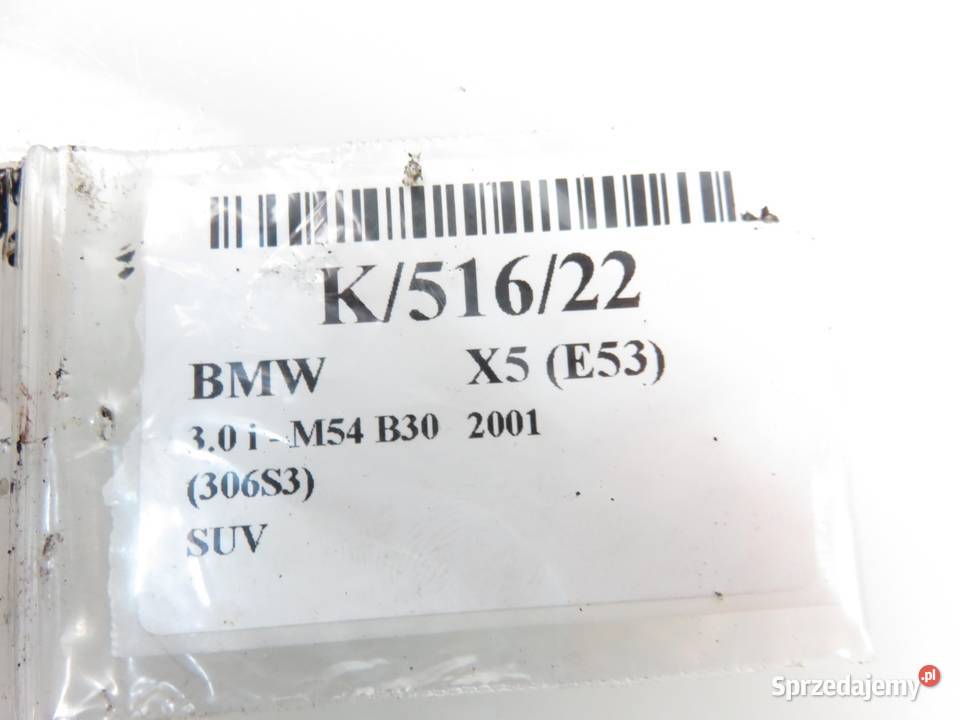 K/516/22
BMW X5 (E53)
3.0 i - M54 B30 2001
(306S3)
SUV
Sprzedajemy.pl